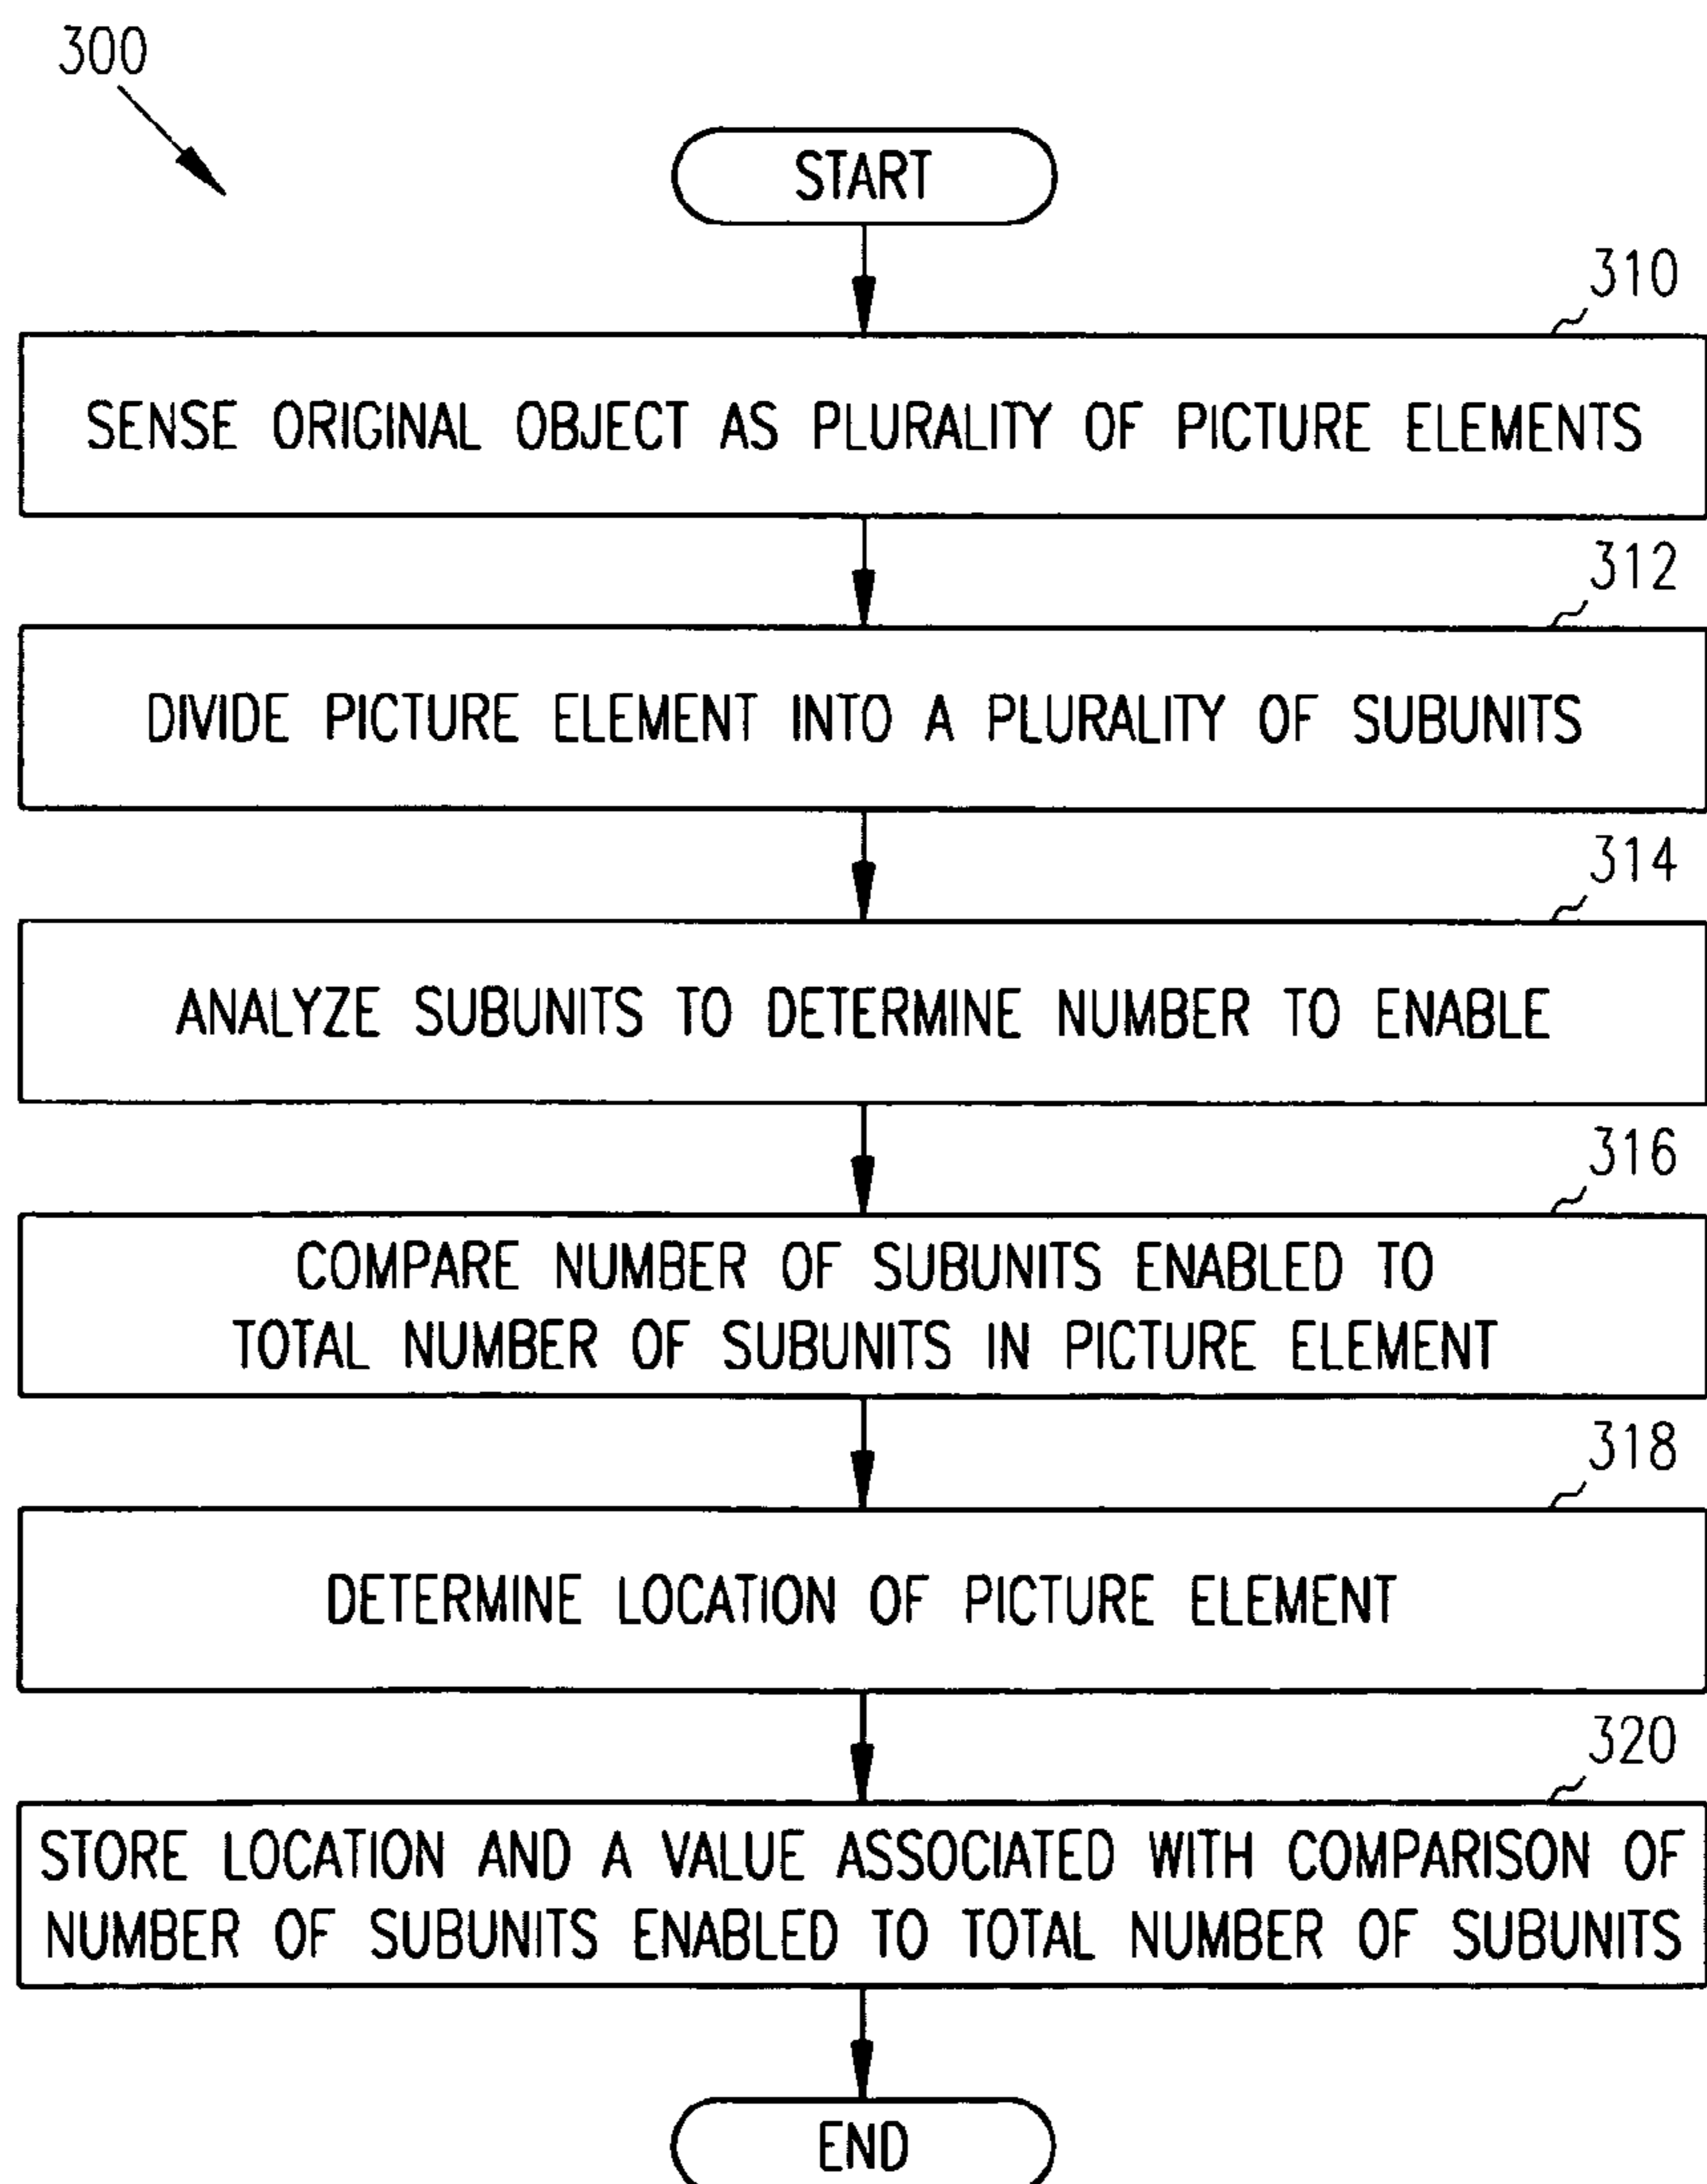 300
START
310
SENSE ORIGINAL OBJECT AS PLURALITY OF PICTURE ELEMENTS
312
DIVIDE PICTURE ELEMENT INTO A PLURALITY OF SUBUNITS
314
ANALYZE SUBUNITS TO DETERMINE NUMBER TO ENABLE
316
COMPARE NUMBER OF SUBUNITS ENABLED TO
TOTAL NUMBER OF SUBUNITS IN PICTURE ELEMENT
318
DETERMINE LOCATION OF PICTURE ELEMENT
320
STORE LOCATION AND A VALUE ASSOCIATED WITH COMPARISON OF
NUMBER OF SUBUNITS ENABLED TO TOTAL NUMBER OF SUBUNITS
END